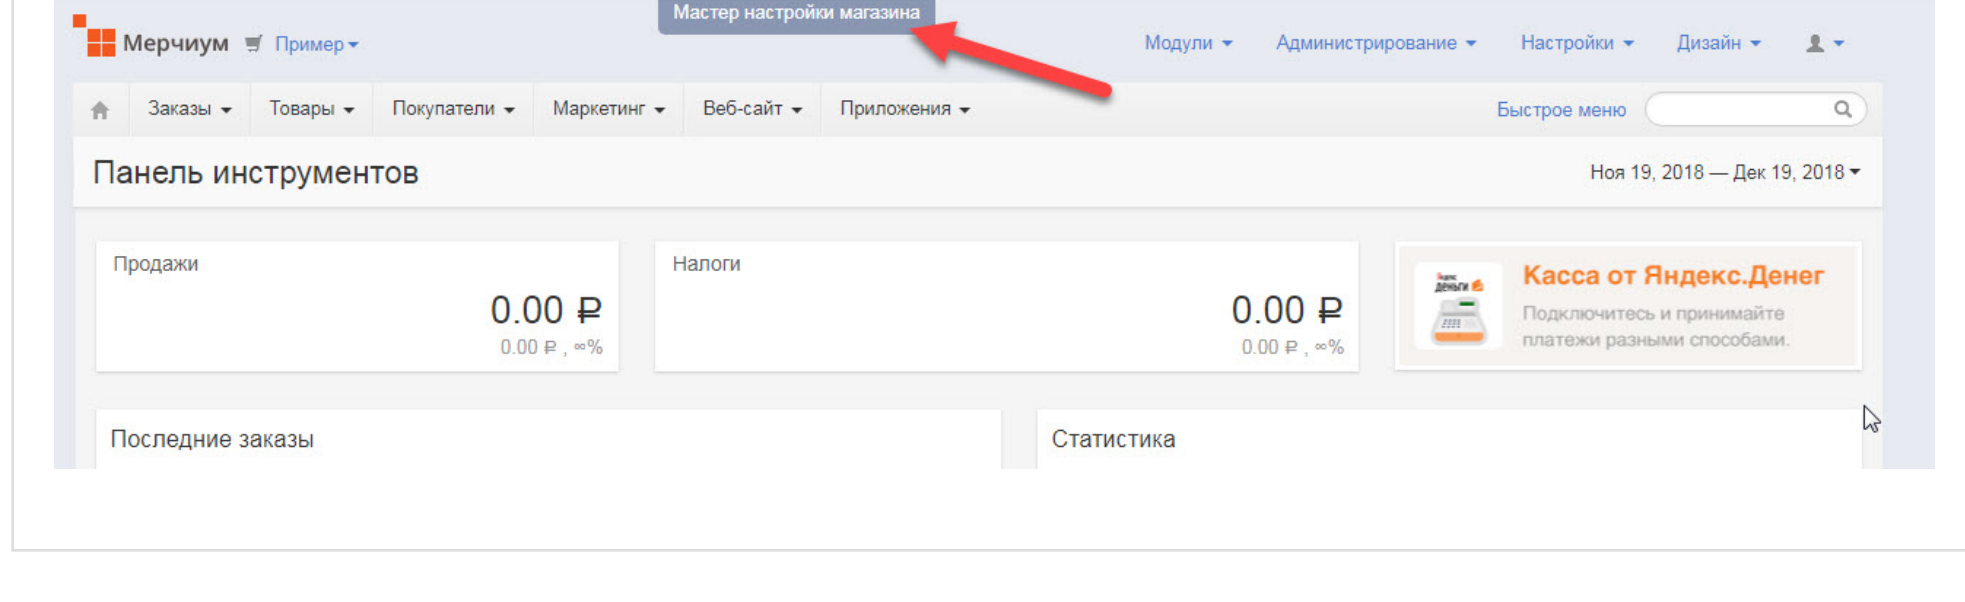 Мастер настройки магазина
Мерчиум Пример Модули Администрирование Настройки Дизайн
Заказы Товары Покупатели Маркетинг Веб-сайт Приложения Быстрое меню
Панель инструментов Ноя 19, 2018 — Дек 19, 2018
Продажи
0.00 ₽
0.00 ₽ , ∞%
Налоги
0.00 ₽
0.00 ₽ , ∞%
Яндекс
деньги
Касса от Яндекс.Денег
Подключитесь и принимайте
платежи разными способами.
Последние заказы
Статистика